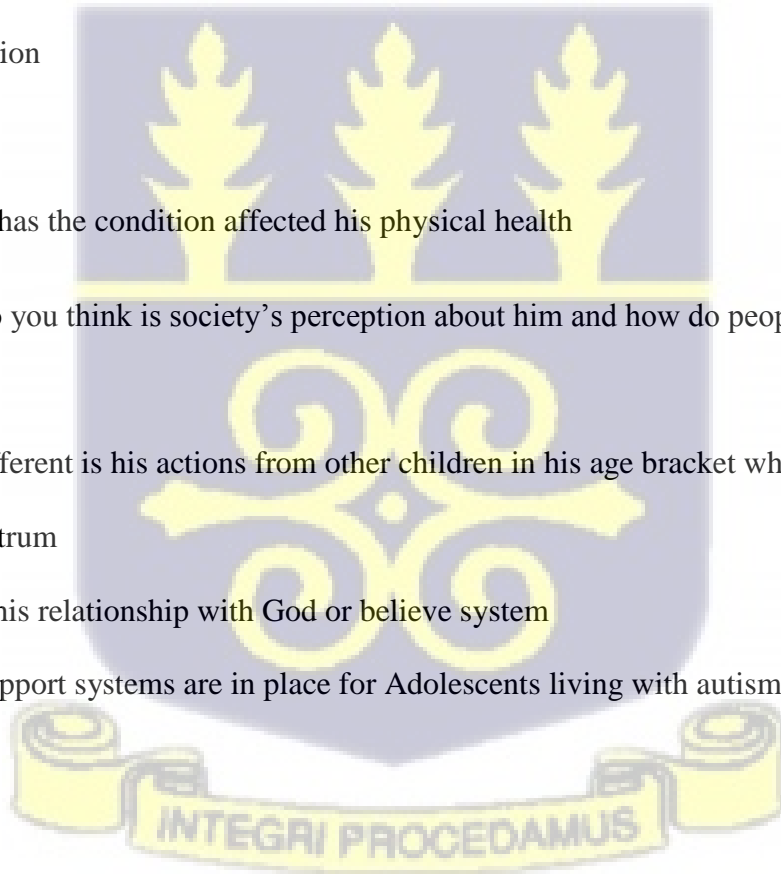 ion
has the condition affected his physical health
you think is society’s perception about him and how do peop
fferent is his actions from other children in his age bracket wh
trum
his relationship with God or believe system
pport systems are in place for Adolescents living with autism
INTEGRI PROCEDAMUS